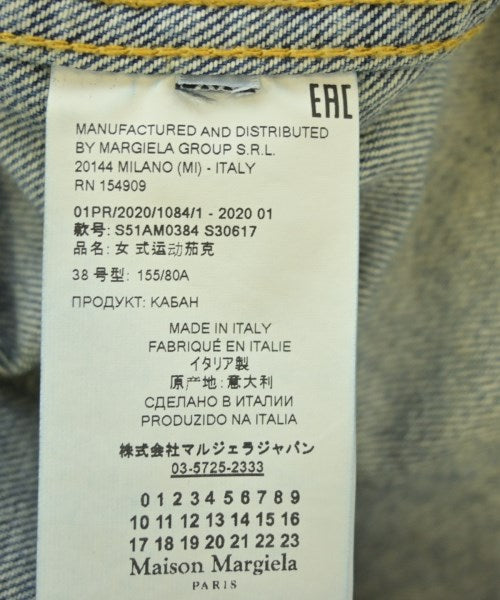 EAC
MANUFACTURED AND DISTRIBUTED
BY MARGIELA GROUP S.R.L.
20144 MILANO (MI) - ITALY
RN 154909
01PR/2020/1084/1 - 2020 01
款号: S51AM0384 S30617
品名: 女 式运动茄克
38 号型: 155/80A
ПРОДУКТ: КАБАН
MADE IN ITALY
FABRIQUÉ EN ITALIE
イタリア製
原产地: 意大利
СДЕЛАНО В ИТАЛИИ
PRODUZIDO NA ITALIA
株式会社マルジェラジャパン
03-5725-2333
0 1 2 3 4 5 6 7 8 9
10 11 12 13 14 15 16
17 18 19 20 21 22 23
Maison Margiela
PARIS